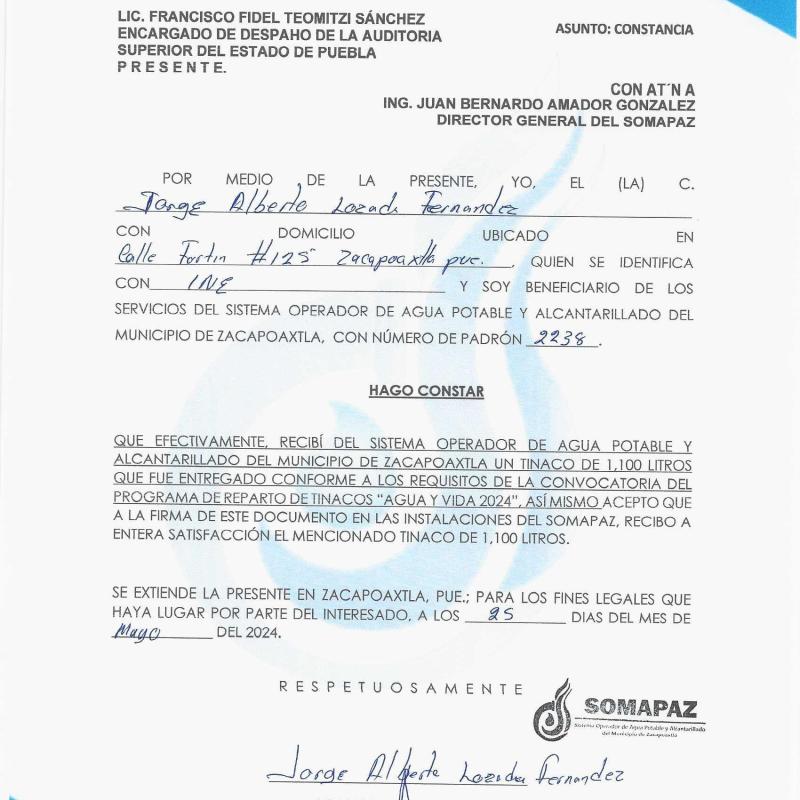 LIC. FRANCISCO FIDEL TEOMITZI SÁNCHEZ
ENCARGADO DE DESPAHO DE LA AUDITORIA
SUPERIOR DEL ESTADO DE PUEBLA
P R E S E N T E.
ASUNTO: CONSTANCIA
CON AT´N A
ING. JUAN BERNARDO AMADOR GONZALEZ
DIRECTOR GENERAL DEL SOMAPAZ
POR MEDIO DE LA PRESENTE, YO, EL (LA) C.
Jorge Alberto Lozada Fernandez
CON DOMICILIO UBICADO EN
Calle Fortin #125 Zacapoaxtla pue., QUIEN SE IDENTIFICA
CON INE Y SOY BENEFICIARIO DE LOS
SERVICIOS DEL SISTEMA OPERADOR DE AGUA POTABLE Y ALCANTARILLADO DEL
MUNICIPIO DE ZACAPOAXTLA, CON NÚMERO DE PADRÓN 2238.
HAGO CONSTAR
QUE EFECTIVAMENTE, RECIBÍ DEL SISTEMA OPERADOR DE AGUA POTABLE Y
ALCANTARILLADO DEL MUNICIPIO DE ZACAPOAXTLA UN TINACO DE 1,100 LITROS
QUE FUE ENTREGADO CONFORME A LOS REQUISITOS DE LA CONVOCATORIA DEL
PROGRAMA DE REPARTO DE TINACOS “AGUA Y VIDA 2024”, ASÍ MISMO ACEPTO QUE
A LA FIRMA DE ESTE DOCUMENTO EN LAS INSTALACIONES DEL SOMAPAZ, RECIBO A
ENTERA SATISFACCIÓN EL MENCIONADO TINACO DE 1,100 LITROS.
SE EXTIENDE LA PRESENTE EN ZACAPOAXTLA, PUE.; PARA LOS FINES LEGALES QUE
HAYA LUGAR POR PARTE DEL INTERESADO, A LOS 25 DIAS DEL MES DE
Mayo DEL 2024.
R E S P E T U O S A M E N T E
SOMAPAZ
Sistema Operador de Agua Potable y Alcantarillado
del Municipio de Zacapoaxtla
Jorge Alberto Lozada Fernandez